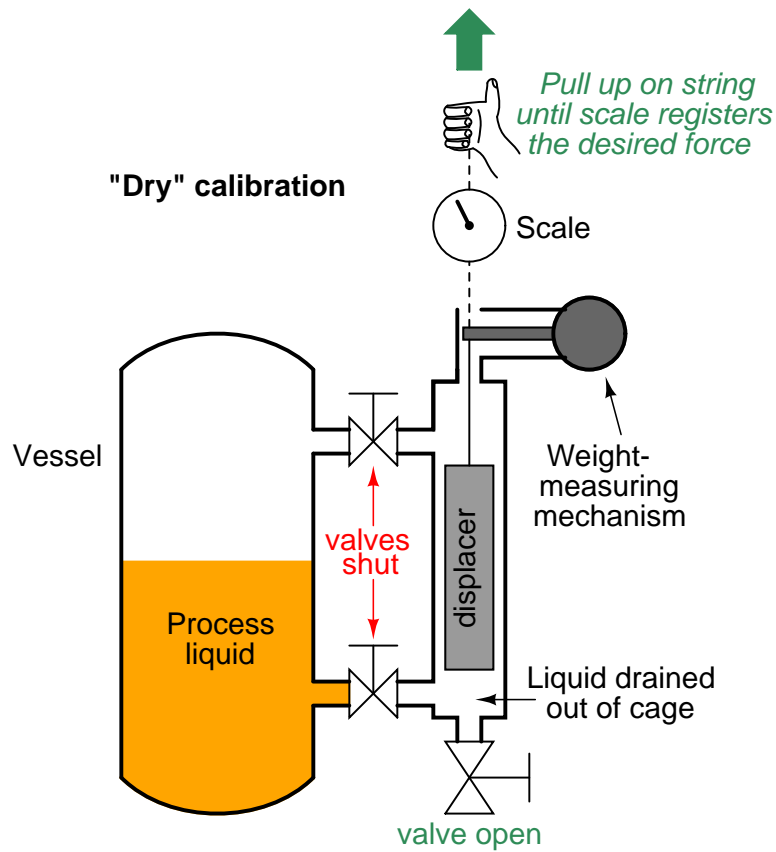 Pull up on string
until scale registers
the desired force
"Dry" calibration
Scale
Vessel
Weight-
measuring
mechanism
valves
shut
displacer
Process
liquid
Liquid drained
out of cage
valve open